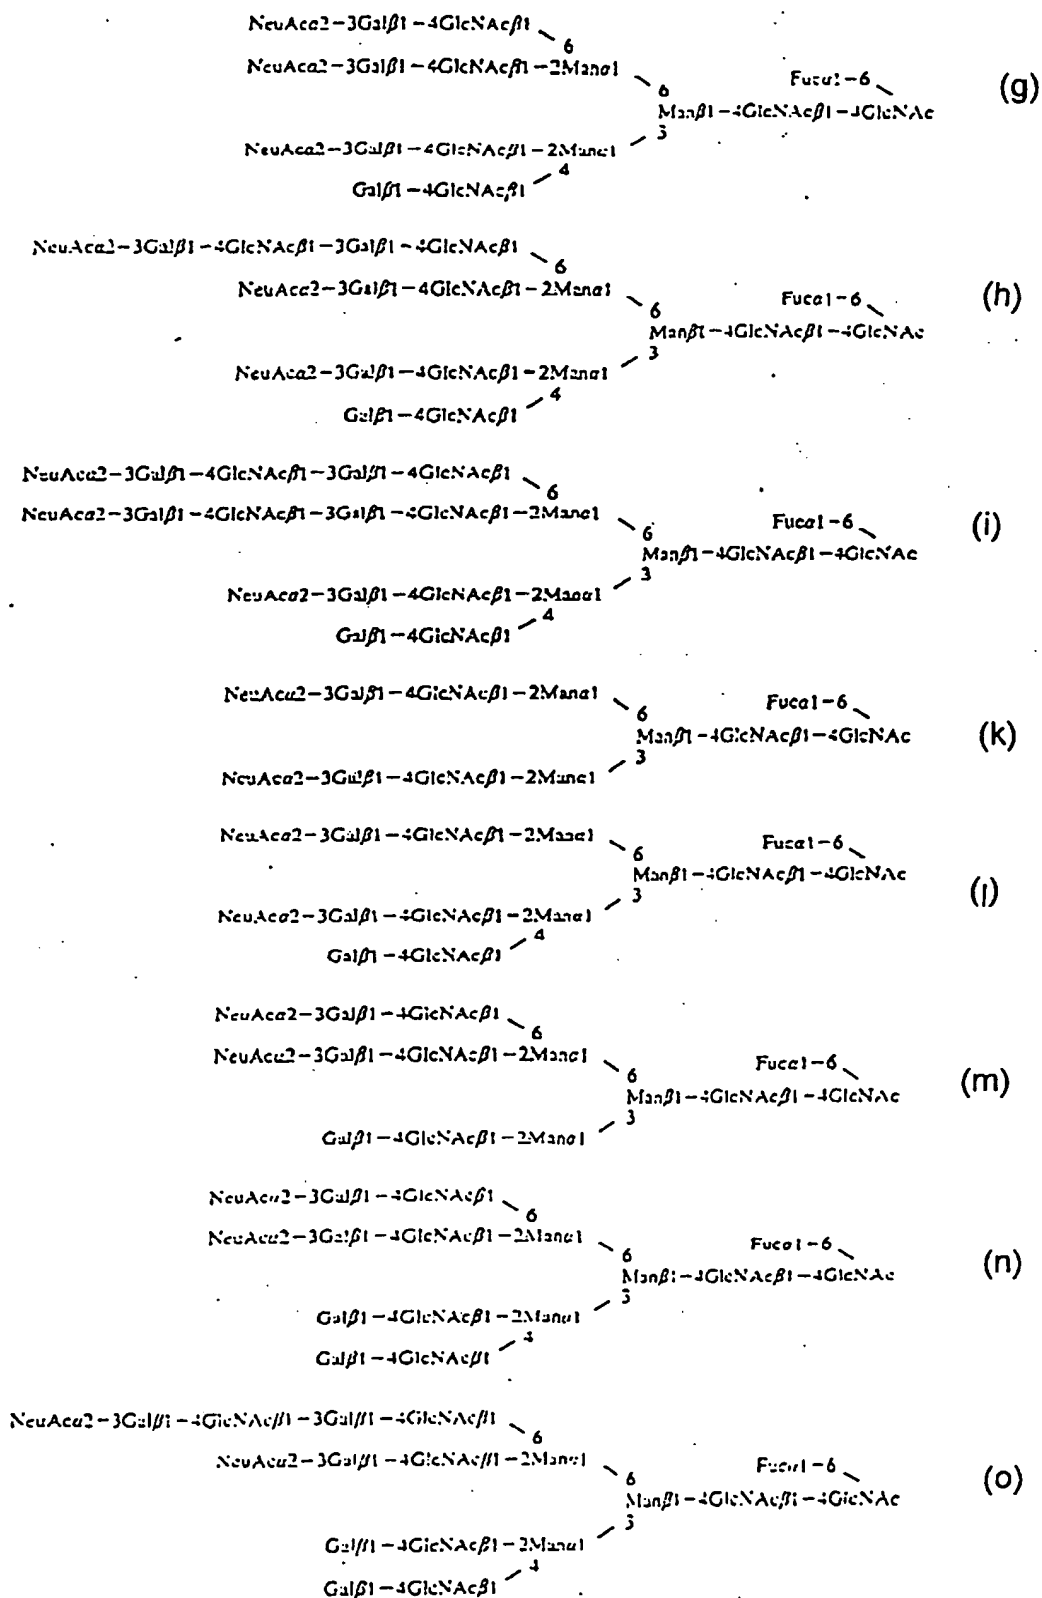 NeuAcα2-3Galβ1-4GlcNAcβ1
6
NeuAcα2-3Galβ1-4GlcNAcβ1-2Manα1
Fucα1-6
(g)
6
Manβ1-4GlcNAcβ1-4GlcNAc
3
NeuAcα2-3Galβ1-4GlcNAcβ1-2Manα1
4
Galβ1-4GlcNAcβ1
NeuAcα2-3Galβ1-4GlcNAcβ1-3Galβ1-4GlcNAcβ1
6
NeuAcα2-3Galβ1-4GlcNAcβ1-2Manα1
Fucα1-6
(h)
6
Manβ1-4GlcNAcβ1-4GlcNAc
3
NeuAcα2-3Galβ1-4GlcNAcβ1-2Manα1
4
Galβ1-4GlcNAcβ1
NeuAcα2-3Galβ1-4GlcNAcβ1-3Galβ1-4GlcNAcβ1
6
NeuAcα2-3Galβ1-4GlcNAcβ1-3Galβ1-4GlcNAcβ1-2Manα1
Fucα1-6
(i)
6
Manβ1-4GlcNAcβ1-4GlcNAc
3
NeuAcα2-3Galβ1-4GlcNAcβ1-2Manα1
4
Galβ1-4GlcNAcβ1
NeuAcα2-3Galβ1-4GlcNAcβ1-2Manα1
Fucα1-6
6
Manβ1-4GlcNAcβ1-4GlcNAc
(k)
3
NeuAcα2-3Galβ1-4GlcNAcβ1-2Manα1
NeuAcα2-3Galβ1-4GlcNAcβ1-2Manα1
Fucα1-6
6
Manβ1-4GlcNAcβ1-4GlcNAc
(l)
3
NeuAcα2-3Galβ1-4GlcNAcβ1-2Manα1
4
Galβ1-4GlcNAcβ1
NeuAcα2-3Galβ1-4GlcNAcβ1
6
NeuAcα2-3Galβ1-4GlcNAcβ1-2Manα1
Fucα1-6
(m)
6
Manβ1-4GlcNAcβ1-4GlcNAc
3
Galβ1-4GlcNAcβ1-2Manα1
NeuAcα2-3Galβ1-4GlcNAcβ1
6
NeuAcα2-3Galβ1-4GlcNAcβ1-2Manα1
Fucα1-6
(n)
6
Manβ1-4GlcNAcβ1-4GlcNAc
3
Galβ1-4GlcNAcβ1-2Manα1
4
Galβ1-4GlcNAcβ1
NeuAcα2-3Galβ1-4GlcNAcβ1-3Galβ1-4GlcNAcβ1
6
NeuAcα2-3Galβ1-4GlcNAcβ1-2Manα1
Fucα1-6
(o)
6
Manβ1-4GlcNAcβ1-4GlcNAc
3
Galβ1-4GlcNAcβ1-2Manα1
4
Galβ1-4GlcNAcβ1